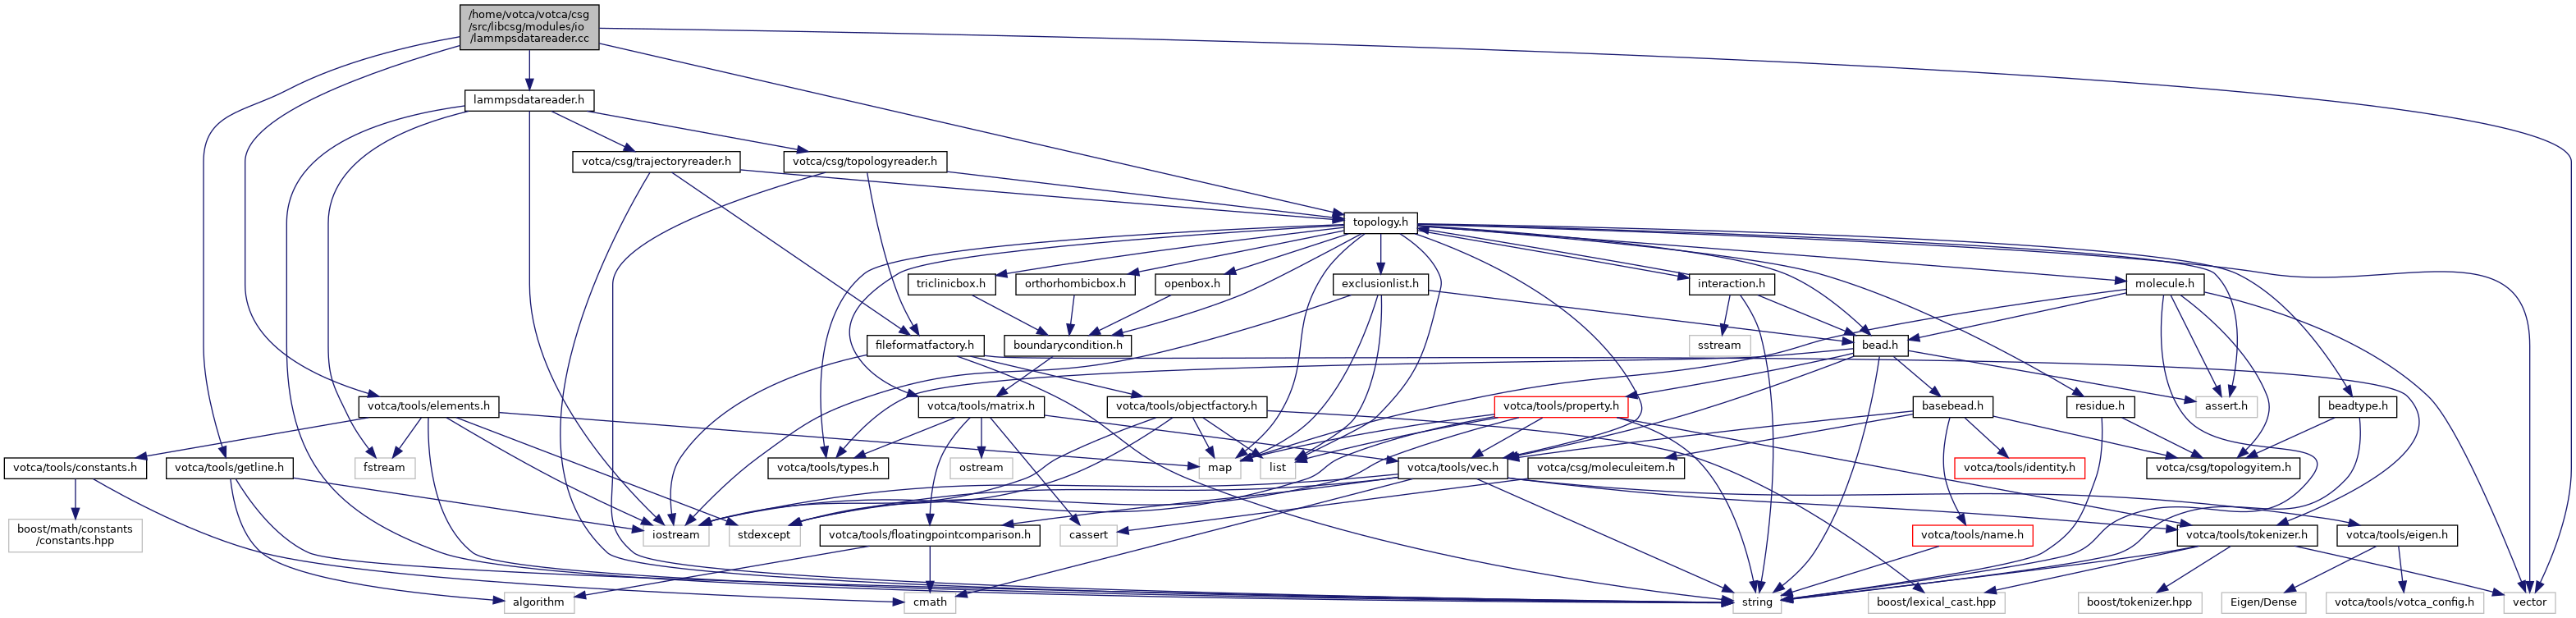 /home/votca/votca/csg
/src/libcsg/modules/io
/lammpsdatareader.cc
lammpsdatareader.h
votca/csg/trajectoryreader.h
votca/csg/topologyreader.h
topology.h
triclinicbox.h
orthorhombicbox.h
openbox.h
exclusionlist.h
interaction.h
molecule.h
fileformatfactory.h
boundarycondition.h
sstream
bead.h
votca/tools/elements.h
votca/tools/matrix.h
votca/tools/objectfactory.h
votca/tools/property.h
basebead.h
residue.h
assert.h
beadtype.h
votca/tools/constants.h
votca/tools/getline.h
fstream
votca/tools/types.h
ostream
map
list
votca/tools/vec.h
votca/csg/moleculeitem.h
votca/tools/identity.h
votca/csg/topologyitem.h
boost/math/constants
/constants.hpp
iostream
stdexcept
votca/tools/floatingpointcomparison.h
cassert
votca/tools/name.h
votca/tools/tokenizer.h
votca/tools/eigen.h
algorithm
cmath
string
boost/lexical_cast.hpp
boost/tokenizer.hpp
Eigen/Dense
votca/tools/votca_config.h
vector